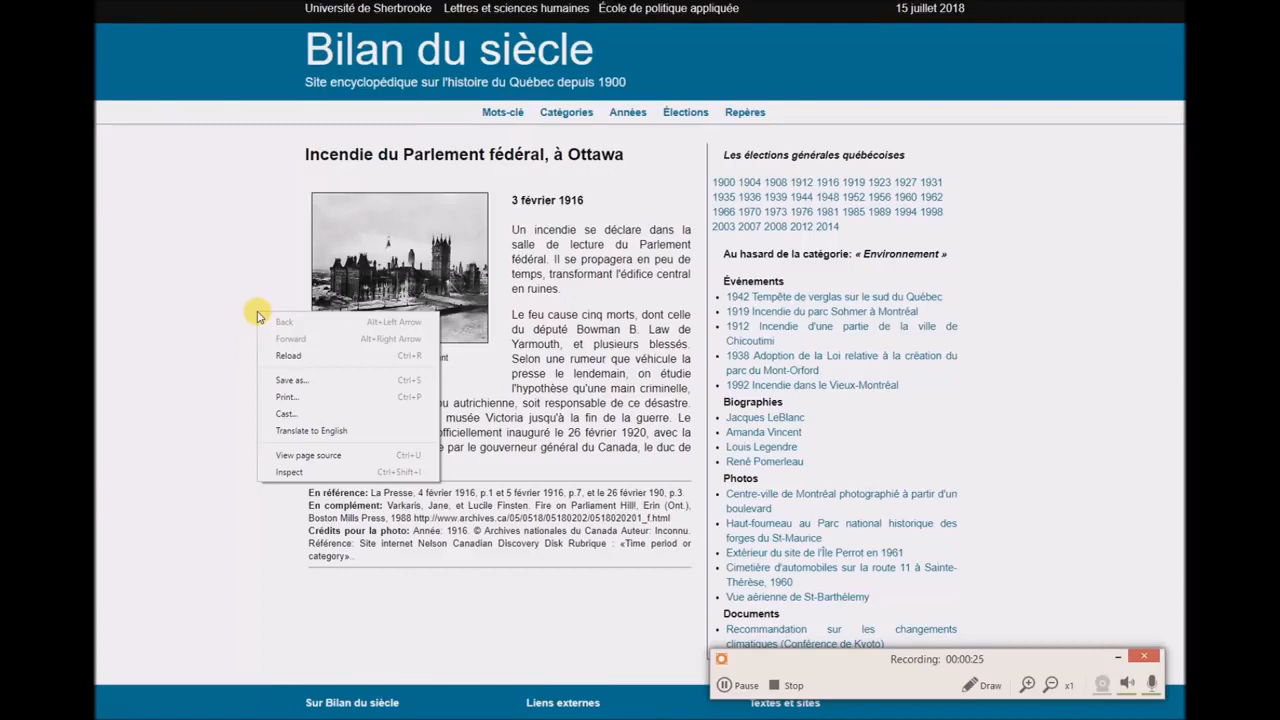 Université de Sherbrooke Lettres et sciences humaines École de politique appliquée 15 juillet 2018
Bilan du siècle
Site encyclopédique sur l'histoire du Québec depuis 1900
Mots-clé Catégories Années Élections Repères
Incendie du Parlement fédéral, à Ottawa
3 février 1916
Un incendie se déclare dans la
salle de lecture du Parlement
fédéral. Il se propagera en peu de
temps, transformant l'édifice central
en ruines.
Le feu cause cinq morts, dont celle
du député Bowman B. Law de
Yarmouth, et plusieurs blessés.
Selon une rumeur que véhicule la
presse le lendemain, on étudie
l'hypothèse qu'une main criminelle,
ou autrichienne, soit responsable de ce désastre.
musée Victoria jusqu'à la fin de la guerre. Le
officiellement inauguré le 26 février 1920, avec la
par le gouverneur général du Canada, le duc de
Back Alt+Left Arrow
Forward Alt+Right Arrow
Reload Ctrl+R
Save as... Ctrl+S
Print... Ctrl+P
Cast...
Translate to English
View page source Ctrl+U
Inspect Ctrl+Shift+I
En référence: La Presse, 4 février 1916, p.1 et 5 février 1916, p.7, et le 26 février 190, p.3.
En complément: Varkaris, Jane, et Lucile Finsten. Fire on Parliament Hill!, Erin (Ont.),
Boston Mills Press, 1988 http://www.archives.ca/05/0518/05180202/0518020201_f.html
Crédits pour la photo: Année: 1916. © Archives nationales du Canada Auteur: Inconnu.
Référence: Site internet Nelson Canadian Discovery Disk Rubrique : «Time period or
category»..
Les élections générales québécoises
1900 1904 1908 1912 1916 1919 1923 1927 1931
1935 1936 1939 1944 1948 1952 1956 1960 1962
1966 1970 1973 1976 1981 1985 1989 1994 1998
2003 2007 2008 2012 2014
Au hasard de la catégorie: « Environnement »
Événements
1942 Tempête de verglas sur le sud du Québec
1919 Incendie du parc Sohmer à Montréal
1912 Incendie d'une partie de la ville de
Chicoutimi
1938 Adoption de la Loi relative à la création du
parc du Mont-Orford
1992 Incendie dans le Vieux-Montréal
Biographies
Jacques LeBlanc
Amanda Vincent
Louis Legendre
René Pomerleau
Photos
Centre-ville de Montréal photographié à partir d'un
boulevard
Haut-fourneau au Parc national historique des
forges du St-Maurice
Extérieur du site de l'Île Perrot en 1961
Cimetière d'automobiles sur la route 11 à Sainte-
Thérèse, 1960
Vue aérienne de St-Barthélemy
Documents
Recommandation sur les changements
climatiques (Conférence de Kyoto)
Recording: 00:00:25
Pause Stop Draw x1
Sur Bilan du siècle Liens externes Textes et sites